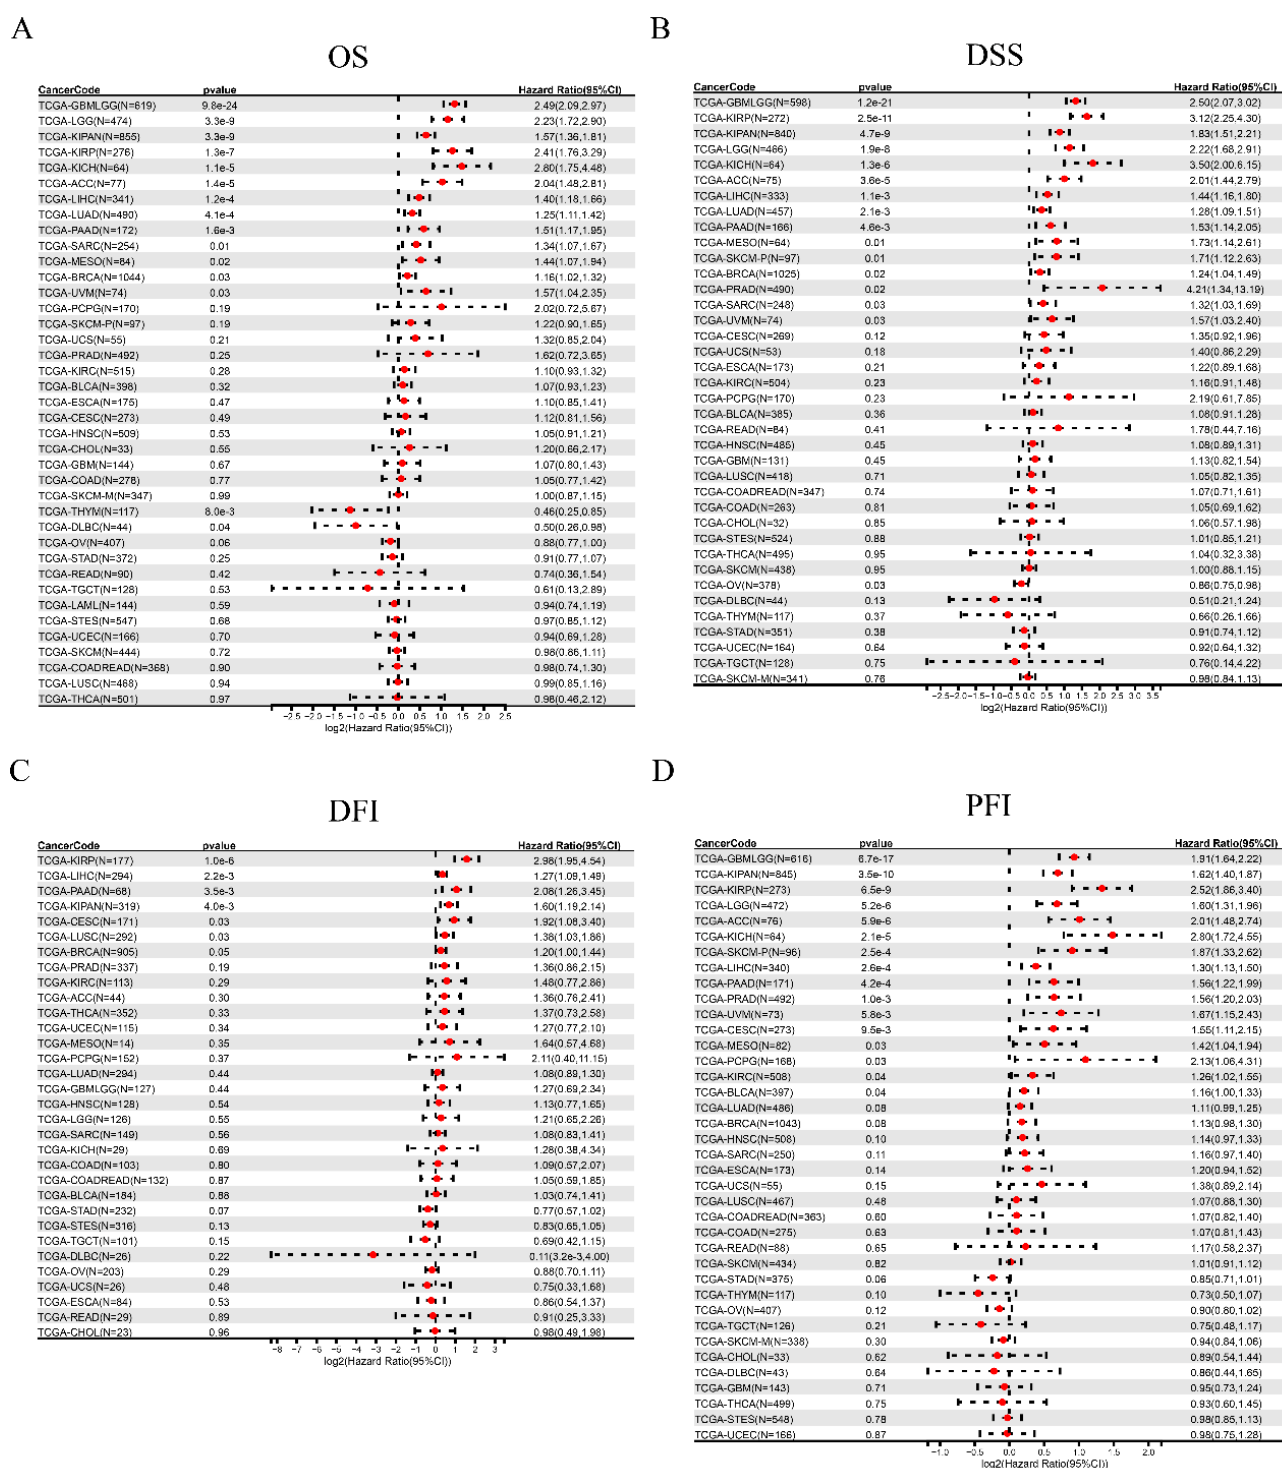 A
OS
CancerCode pvalue Hazard Ratio(95%CI)
TCGA-GBMLGG(N=619) 9.8e-24 2.49(2.09,2.97)
TCGA-LGG(N=474) 3.3e-9 2.23(1.72,2.90)
TCGA-KIPAN(N=855) 3.3e-9 1.57(1.36,1.81)
TCGA-KIRP(N=276) 1.3e-7 2.41(1.76,3.29)
TCGA-KICH(N=64) 1.1e-5 2.80(1.75,4.48)
TCGA-ACC(N=77) 1.4e-5 2.04(1.48,2.81)
TCGA-LIHC(N=341) 1.2e-4 1.40(1.18,1.66)
TCGA-LUAD(N=490) 4.1e-4 1.25(1.11,1.42)
TCGA-PAAD(N=172) 1.6e-3 1.51(1.17,1.95)
TCGA-SARC(N=254) 0.01 1.34(1.07,1.67)
TCGA-MESO(N=84) 0.02 1.44(1.07,1.94)
TCGA-BRCA(N=1044) 0.03 1.16(1.02,1.32)
TCGA-UVM(N=74) 0.03 1.57(1.04,2.35)
TCGA-PCPG(N=170) 0.19 2.02(0.72,5.67)
TCGA-SKCM-P(N=97) 0.19 1.22(0.90,1.65)
TCGA-UCS(N=55) 0.21 1.32(0.85,2.04)
TCGA-PRAD(N=492) 0.25 1.62(0.72,3.65)
TCGA-KIRC(N=515) 0.28 1.10(0.93,1.32)
TCGA-BLCA(N=398) 0.32 1.07(0.93,1.23)
TCGA-ESCA(N=175) 0.47 1.10(0.85,1.41)
TCGA-CESC(N=273) 0.49 1.12(0.81,1.56)
TCGA-HNSC(N=509) 0.53 1.05(0.91,1.21)
TCGA-CHOL(N=33) 0.55 1.20(0.66,2.17)
TCGA-GBM(N=144) 0.67 1.07(0.80,1.43)
TCGA-COAD(N=278) 0.77 1.05(0.77,1.42)
TCGA-SKCM-M(N=347) 0.99 1.00(0.87,1.15)
TCGA-THYM(N=117) 8.0e-3 0.46(0.25,0.85)
TCGA-DLBC(N=44) 0.04 0.50(0.26,0.98)
TCGA-OV(N=407) 0.06 0.88(0.77,1.00)
TCGA-STAD(N=372) 0.25 0.91(0.77,1.07)
TCGA-READ(N=90) 0.42 0.74(0.36,1.54)
TCGA-TGCT(N=128) 0.53 0.61(0.13,2.89)
TCGA-LAML(N=144) 0.59 0.94(0.74,1.19)
TCGA-STES(N=547) 0.68 0.97(0.85,1.12)
TCGA-UCEC(N=166) 0.70 0.94(0.69,1.28)
TCGA-SKCM(N=444) 0.72 0.98(0.86,1.11)
TCGA-COADREAD(N=368) 0.90 0.98(0.74,1.30)
TCGA-LUSC(N=468) 0.94 0.99(0.85,1.16)
TCGA-THCA(N=501) 0.97 0.98(0.46,2.12)
-2.5 -2.0 -1.5 -1.0 -0.5 0.0 0.5 1.0 1.5 2.0 2.5
log2(Hazard Ratio(95%CI))
B
DSS
CancerCode pvalue Hazard Ratio(95%CI)
TCGA-GBMLGG(N=598) 1.2e-21 2.50(2.07,3.02)
TCGA-KIRP(N=272) 2.5e-11 3.12(2.25,4.30)
TCGA-KIPAN(N=840) 4.7e-9 1.83(1.51,2.21)
TCGA-LGG(N=466) 1.9e-8 2.22(1.68,2.91)
TCGA-KICH(N=64) 1.3e-6 3.50(2.00,6.15)
TCGA-ACC(N=75) 3.6e-5 2.01(1.44,2.79)
TCGA-LIHC(N=333) 1.1e-3 1.44(1.16,1.80)
TCGA-LUAD(N=457) 2.1e-3 1.28(1.09,1.51)
TCGA-PAAD(N=166) 4.6e-3 1.53(1.14,2.05)
TCGA-MESO(N=64) 0.01 1.73(1.14,2.61)
TCGA-SKCM-P(N=97) 0.01 1.71(1.12,2.63)
TCGA-BRCA(N=1025) 0.02 1.24(1.04,1.49)
TCGA-PRAD(N=490) 0.02 4.21(1.34,13.19)
TCGA-SARC(N=248) 0.03 1.32(1.03,1.69)
TCGA-UVM(N=74) 0.03 1.57(1.03,2.40)
TCGA-CESC(N=269) 0.12 1.35(0.92,1.96)
TCGA-UCS(N=53) 0.18 1.40(0.86,2.29)
TCGA-ESCA(N=173) 0.21 1.22(0.89,1.68)
TCGA-KIRC(N=504) 0.23 1.16(0.91,1.48)
TCGA-PCPG(N=170) 0.23 2.19(0.61,7.85)
TCGA-BLCA(N=385) 0.36 1.08(0.91,1.28)
TCGA-READ(N=84) 0.41 1.78(0.44,7.16)
TCGA-HNSC(N=485) 0.45 1.08(0.89,1.31)
TCGA-GBM(N=131) 0.45 1.13(0.82,1.54)
TCGA-LUSC(N=418) 0.71 1.05(0.82,1.35)
TCGA-COADREAD(N=347) 0.74 1.07(0.71,1.61)
TCGA-COAD(N=263) 0.81 1.05(0.69,1.62)
TCGA-CHOL(N=32) 0.85 1.06(0.57,1.98)
TCGA-STES(N=524) 0.88 1.01(0.85,1.21)
TCGA-THCA(N=495) 0.95 1.04(0.32,3.38)
TCGA-SKCM(N=438) 0.95 1.00(0.88,1.15)
TCGA-OV(N=378) 0.03 0.86(0.75,0.98)
TCGA-DLBC(N=44) 0.13 0.51(0.21,1.24)
TCGA-THYM(N=117) 0.37 0.66(0.26,1.66)
TCGA-STAD(N=351) 0.38 0.91(0.74,1.12)
TCGA-UCEC(N=164) 0.64 0.92(0.64,1.32)
TCGA-TGCT(N=128) 0.75 0.76(0.14,4.22)
TCGA-SKCM-M(N=341) 0.76 0.98(0.84,1.13)
-2.5 -1.5 -0.5 0.0 0.5 1.0 1.5 2.0 2.5 3.0 3.5
log2(Hazard Ratio(95%CI))
C
DFI
CancerCode pvalue Hazard Ratio(95%CI)
TCGA-KIRP(N=177) 1.0e-6 2.98(1.95,4.54)
TCGA-LIHC(N=294) 2.2e-3 1.27(1.09,1.49)
TCGA-PAAD(N=68) 3.5e-3 2.08(1.26,3.45)
TCGA-KIPAN(N=319) 4.0e-3 1.60(1.19,2.14)
TCGA-CESC(N=171) 0.03 1.92(1.08,3.40)
TCGA-LUSC(N=292) 0.03 1.38(1.03,1.86)
TCGA-BRCA(N=905) 0.05 1.20(1.00,1.44)
TCGA-PRAD(N=337) 0.19 1.36(0.86,2.15)
TCGA-KIRC(N=113) 0.29 1.48(0.77,2.86)
TCGA-ACC(N=44) 0.30 1.36(0.76,2.41)
TCGA-THCA(N=352) 0.33 1.37(0.73,2.58)
TCGA-UCEC(N=115) 0.34 1.27(0.77,2.10)
TCGA-MESO(N=14) 0.35 1.64(0.57,4.68)
TCGA-PCPG(N=152) 0.37 2.11(0.40,11.15)
TCGA-LUAD(N=294) 0.44 1.08(0.89,1.30)
TCGA-GBMLGG(N=127) 0.44 1.27(0.69,2.34)
TCGA-HNSC(N=128) 0.54 1.13(0.77,1.65)
TCGA-LGG(N=126) 0.55 1.21(0.65,2.26)
TCGA-SARC(N=149) 0.56 1.08(0.83,1.41)
TCGA-KICH(N=29) 0.69 1.28(0.38,4.34)
TCGA-COAD(N=103) 0.80 1.09(0.57,2.07)
TCGA-COADREAD(N=132) 0.87 1.05(0.59,1.85)
TCGA-BLCA(N=184) 0.88 1.03(0.74,1.41)
TCGA-STAD(N=232) 0.07 0.77(0.57,1.02)
TCGA-STES(N=316) 0.13 0.83(0.65,1.05)
TCGA-TGCT(N=101) 0.15 0.69(0.42,1.15)
TCGA-DLBC(N=26) 0.22 0.11(3.2e-3,4.00)
TCGA-OV(N=203) 0.29 0.88(0.70,1.11)
TCGA-UCS(N=26) 0.48 0.75(0.33,1.68)
TCGA-ESCA(N=84) 0.53 0.86(0.54,1.37)
TCGA-READ(N=29) 0.89 0.91(0.25,3.33)
TCGA-CHOL(N=23) 0.96 0.98(0.49,1.98)
-8 -7 -6 -5 -4 -3 -2 -1 0 1 2 3
log2(Hazard Ratio(95%CI))
D
PFI
CancerCode pvalue Hazard Ratio(95%CI)
TCGA-GBMLGG(N=616) 6.7e-17 1.91(1.64,2.22)
TCGA-KIPAN(N=845) 3.5e-10 1.62(1.40,1.87)
TCGA-KIRP(N=273) 6.5e-9 2.52(1.86,3.40)
TCGA-LGG(N=472) 5.2e-6 1.60(1.31,1.96)
TCGA-ACC(N=76) 5.9e-6 2.01(1.48,2.74)
TCGA-KICH(N=64) 2.1e-5 2.80(1.72,4.55)
TCGA-SKCM-P(N=96) 2.5e-4 1.87(1.33,2.62)
TCGA-LIHC(N=340) 2.6e-4 1.30(1.13,1.50)
TCGA-PAAD(N=171) 4.2e-4 1.56(1.22,1.99)
TCGA-PRAD(N=492) 1.0e-3 1.56(1.20,2.03)
TCGA-UVM(N=73) 5.8e-3 1.67(1.15,2.43)
TCGA-CESC(N=273) 9.5e-3 1.55(1.11,2.15)
TCGA-MESO(N=82) 0.03 1.42(1.04,1.94)
TCGA-PCPG(N=168) 0.03 2.13(1.06,4.31)
TCGA-KIRC(N=508) 0.04 1.26(1.02,1.55)
TCGA-BLCA(N=397) 0.04 1.16(1.00,1.33)
TCGA-LUAD(N=486) 0.08 1.11(0.99,1.25)
TCGA-BRCA(N=1043) 0.08 1.13(0.98,1.30)
TCGA-HNSC(N=508) 0.10 1.14(0.97,1.33)
TCGA-SARC(N=250) 0.11 1.16(0.97,1.40)
TCGA-ESCA(N=173) 0.14 1.20(0.94,1.52)
TCGA-UCS(N=55) 0.15 1.38(0.89,2.14)
TCGA-LUSC(N=467) 0.48 1.07(0.88,1.30)
TCGA-COADREAD(N=363) 0.60 1.07(0.82,1.40)
TCGA-COAD(N=275) 0.63 1.07(0.81,1.43)
TCGA-READ(N=88) 0.65 1.17(0.58,2.37)
TCGA-SKCM(N=434) 0.82 1.01(0.91,1.12)
TCGA-STAD(N=375) 0.06 0.85(0.71,1.01)
TCGA-THYM(N=117) 0.10 0.73(0.50,1.07)
TCGA-OV(N=407) 0.12 0.90(0.80,1.02)
TCGA-TGCT(N=126) 0.21 0.75(0.48,1.17)
TCGA-SKCM-M(N=338) 0.30 0.94(0.84,1.06)
TCGA-CHOL(N=33) 0.62 0.89(0.54,1.44)
TCGA-DLBC(N=43) 0.64 0.86(0.44,1.65)
TCGA-GBM(N=143) 0.71 0.95(0.73,1.24)
TCGA-THCA(N=499) 0.75 0.93(0.60,1.45)
TCGA-STES(N=548) 0.78 0.98(0.85,1.13)
TCGA-UCEC(N=166) 0.87 0.98(0.75,1.28)
-1.0 -0.5 0.0 0.5 1.0 1.5 2.0
log2(Hazard Ratio(95%CI))